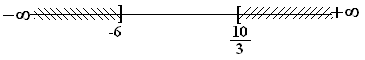 −∞ ] [ +∞
-6 10/3